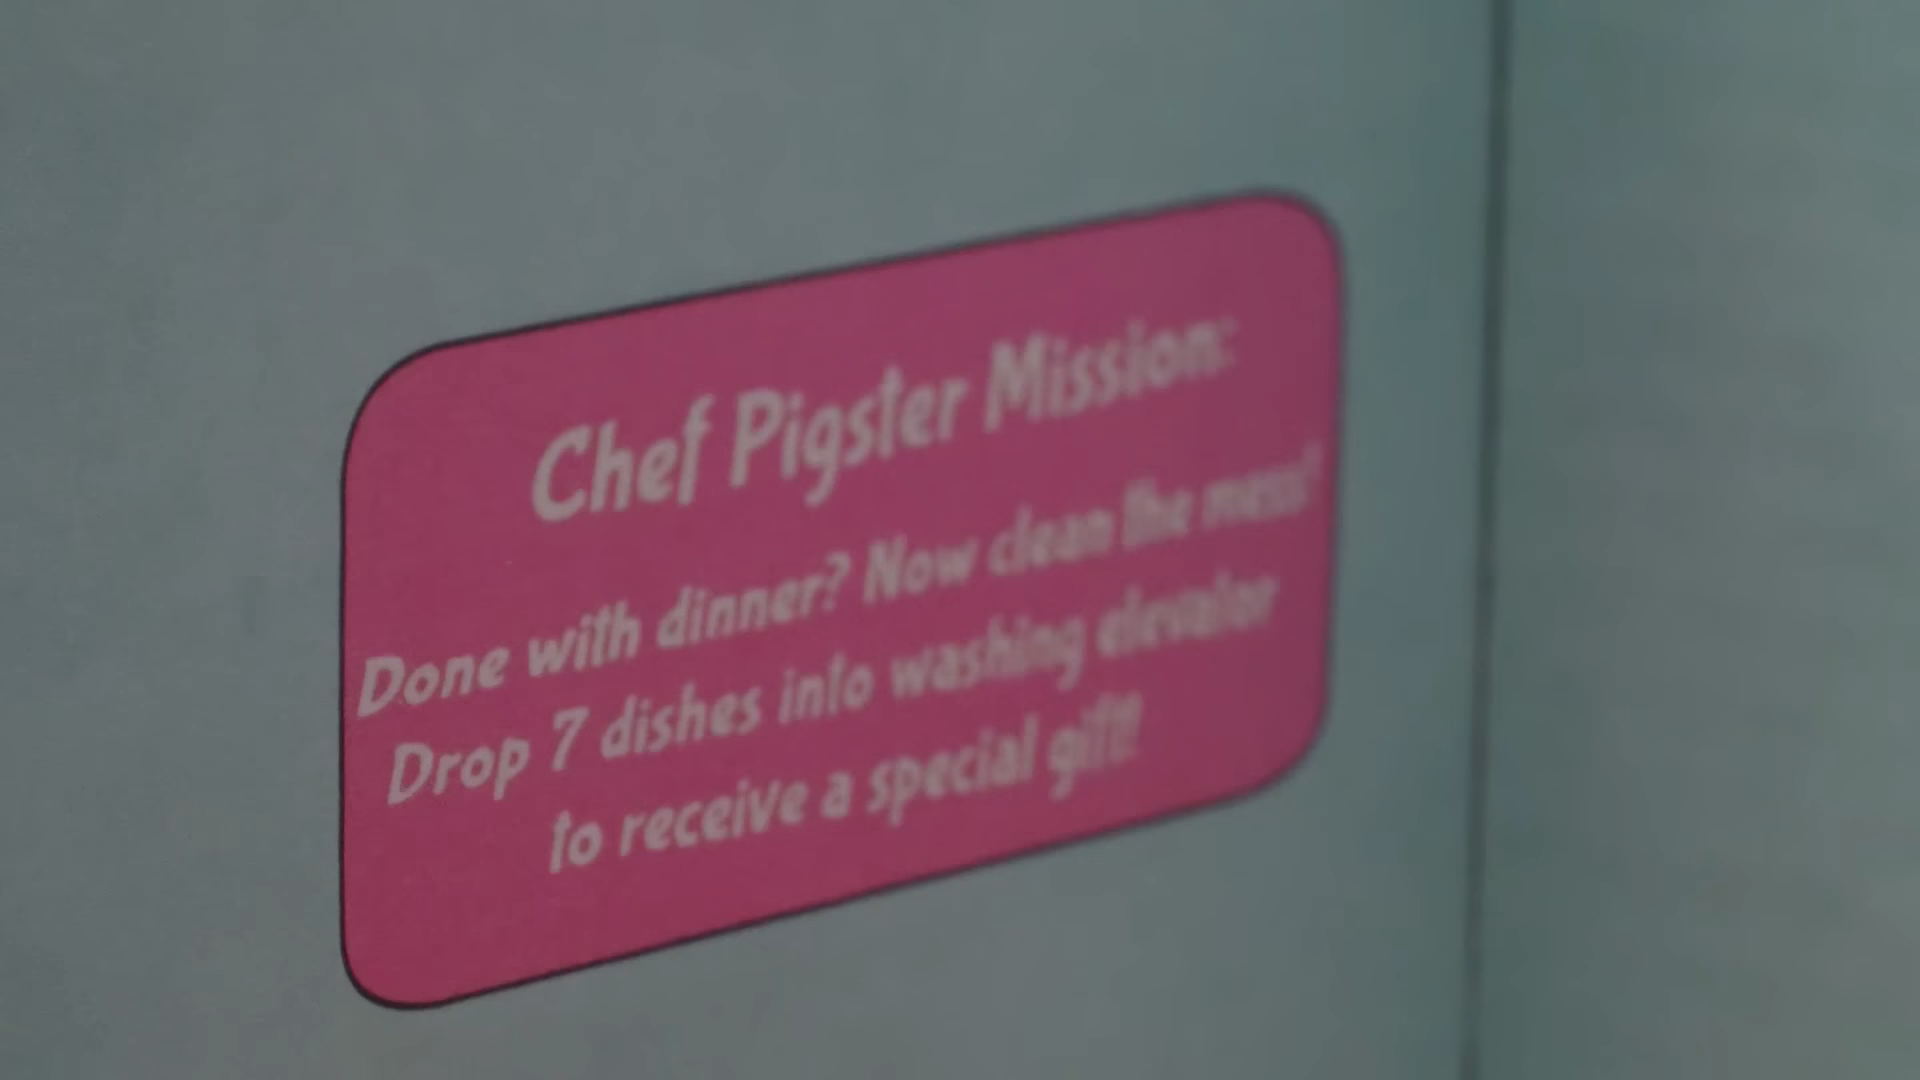 Chef Pigster Mission:
Done with dinner? Now clean the mess!
Drop 7 dishes into washing elevator
to receive a special gift!